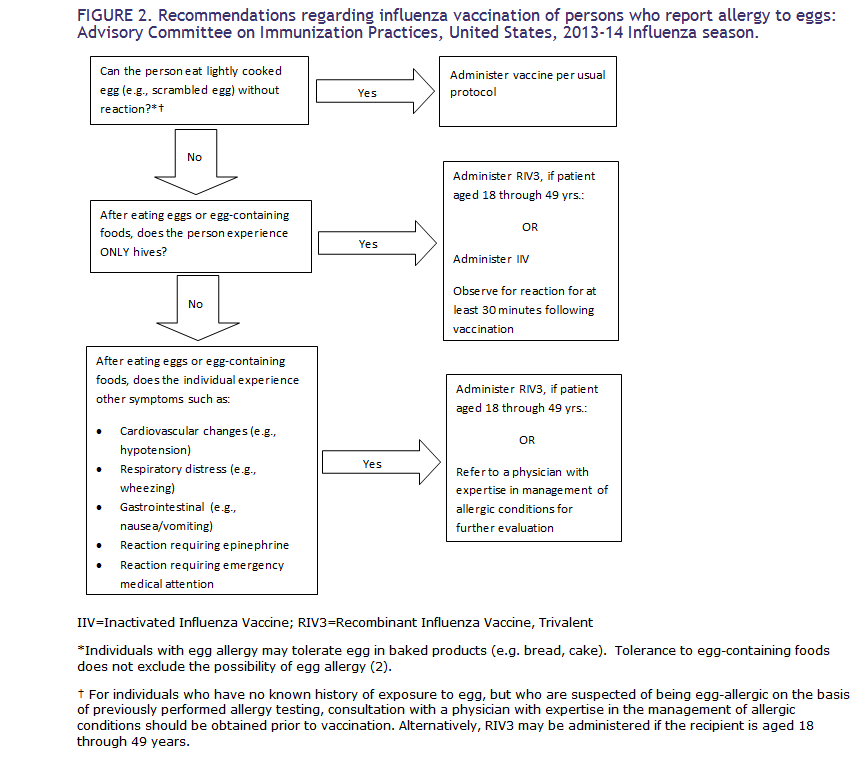 FIGURE 2. Recommendations regarding influenza vaccination of persons who report allergy to eggs:
Advisory Committee on Immunization Practices, United States, 2013-14 Influenza season.
Can the person eat lightly cooked
egg (e.g., scrambled egg) without
reaction?*†
Yes
Administer vaccine per usual
protocol
No
After eating eggs or egg-containing
foods, does the person experience
ONLY hives?
Yes
Administer RIV3, if patient
aged 18 through 49 yrs.:
OR
Administer IIV
Observe for reaction for at
least 30 minutes following
vaccination
No
After eating eggs or egg-containing
foods, does the individual experience
other symptoms such as:
• Cardiovascular changes (e.g.,
hypotension)
• Respiratory distress (e.g.,
wheezing)
• Gastrointestinal (e.g.,
nausea/vomiting)
• Reaction requiring epinephrine
• Reaction requiring emergency
medical attention
Yes
Administer RIV3, if patient
aged 18 through 49 yrs.:
OR
Refer to a physician with
expertise in management of
allergic conditions for
further evaluation
IIV=Inactivated Influenza Vaccine; RIV3=Recombinant Influenza Vaccine, Trivalent
*Individuals with egg allergy may tolerate egg in baked products (e.g. bread, cake). Tolerance to egg-containing foods
does not exclude the possibility of egg allergy (2).
† For individuals who have no known history of exposure to egg, but who are suspected of being egg-allergic on the basis
of previously performed allergy testing, consultation with a physician with expertise in the management of allergic
conditions should be obtained prior to vaccination. Alternatively, RIV3 may be administered if the recipient is aged 18
through 49 years.